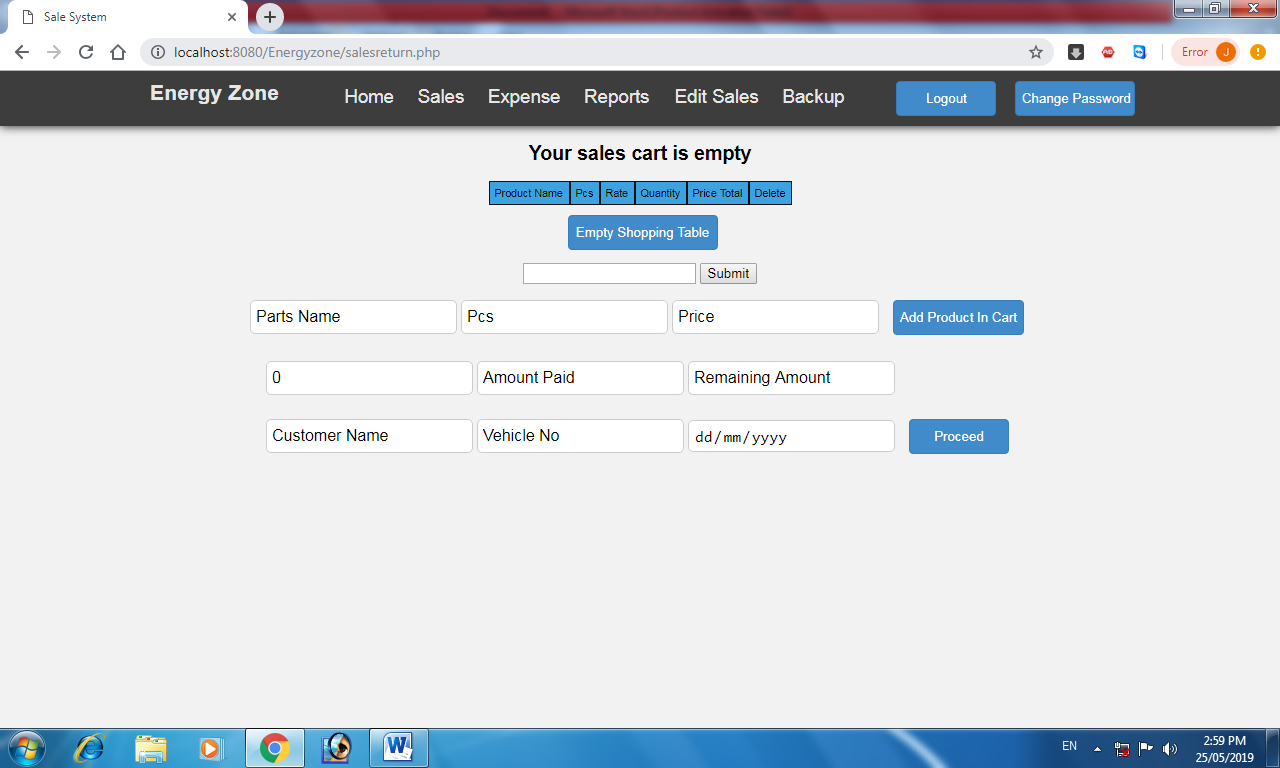 Sale System
localhost:8080/Energyzone/salesreturn.php
Error J
Energy Zone Home Sales Expense Reports Edit Sales Backup Logout Change Password
Your sales cart is empty
Product Name Pcs Rate Quantity Price Total Delete
Empty Shopping Table
Submit
Parts Name Pcs Price Add Product In Cart
0 Amount Paid Remaining Amount
Customer Name Vehicle No dd/mm/yyyy Proceed
EN 2:59 PM
25/05/2019